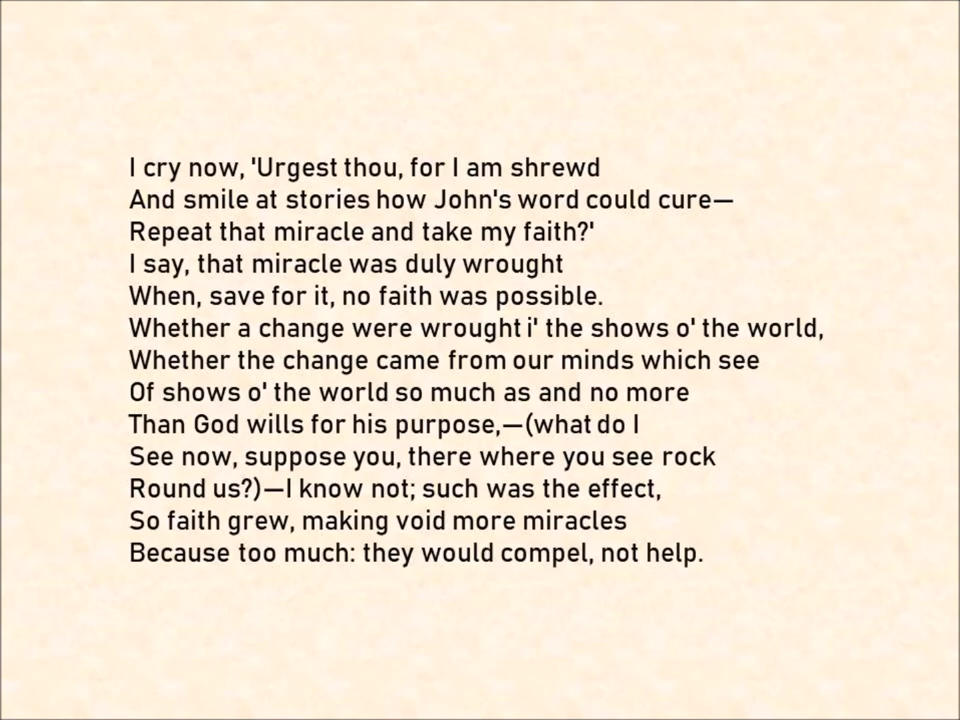 I cry now, 'Urgest thou, for I am shrewd
And smile at stories how John's word could cure—
Repeat that miracle and take my faith?'
I say, that miracle was duly wrought
When, save for it, no faith was possible.
Whether a change were wrought i' the shows o' the world,
Whether the change came from our minds which see
Of shows o' the world so much as and no more
Than God wills for his purpose,—(what do I
See now, suppose you, there where you see rock
Round us?)—I know not; such was the effect,
So faith grew, making void more miracles
Because too much: they would compel, not help.